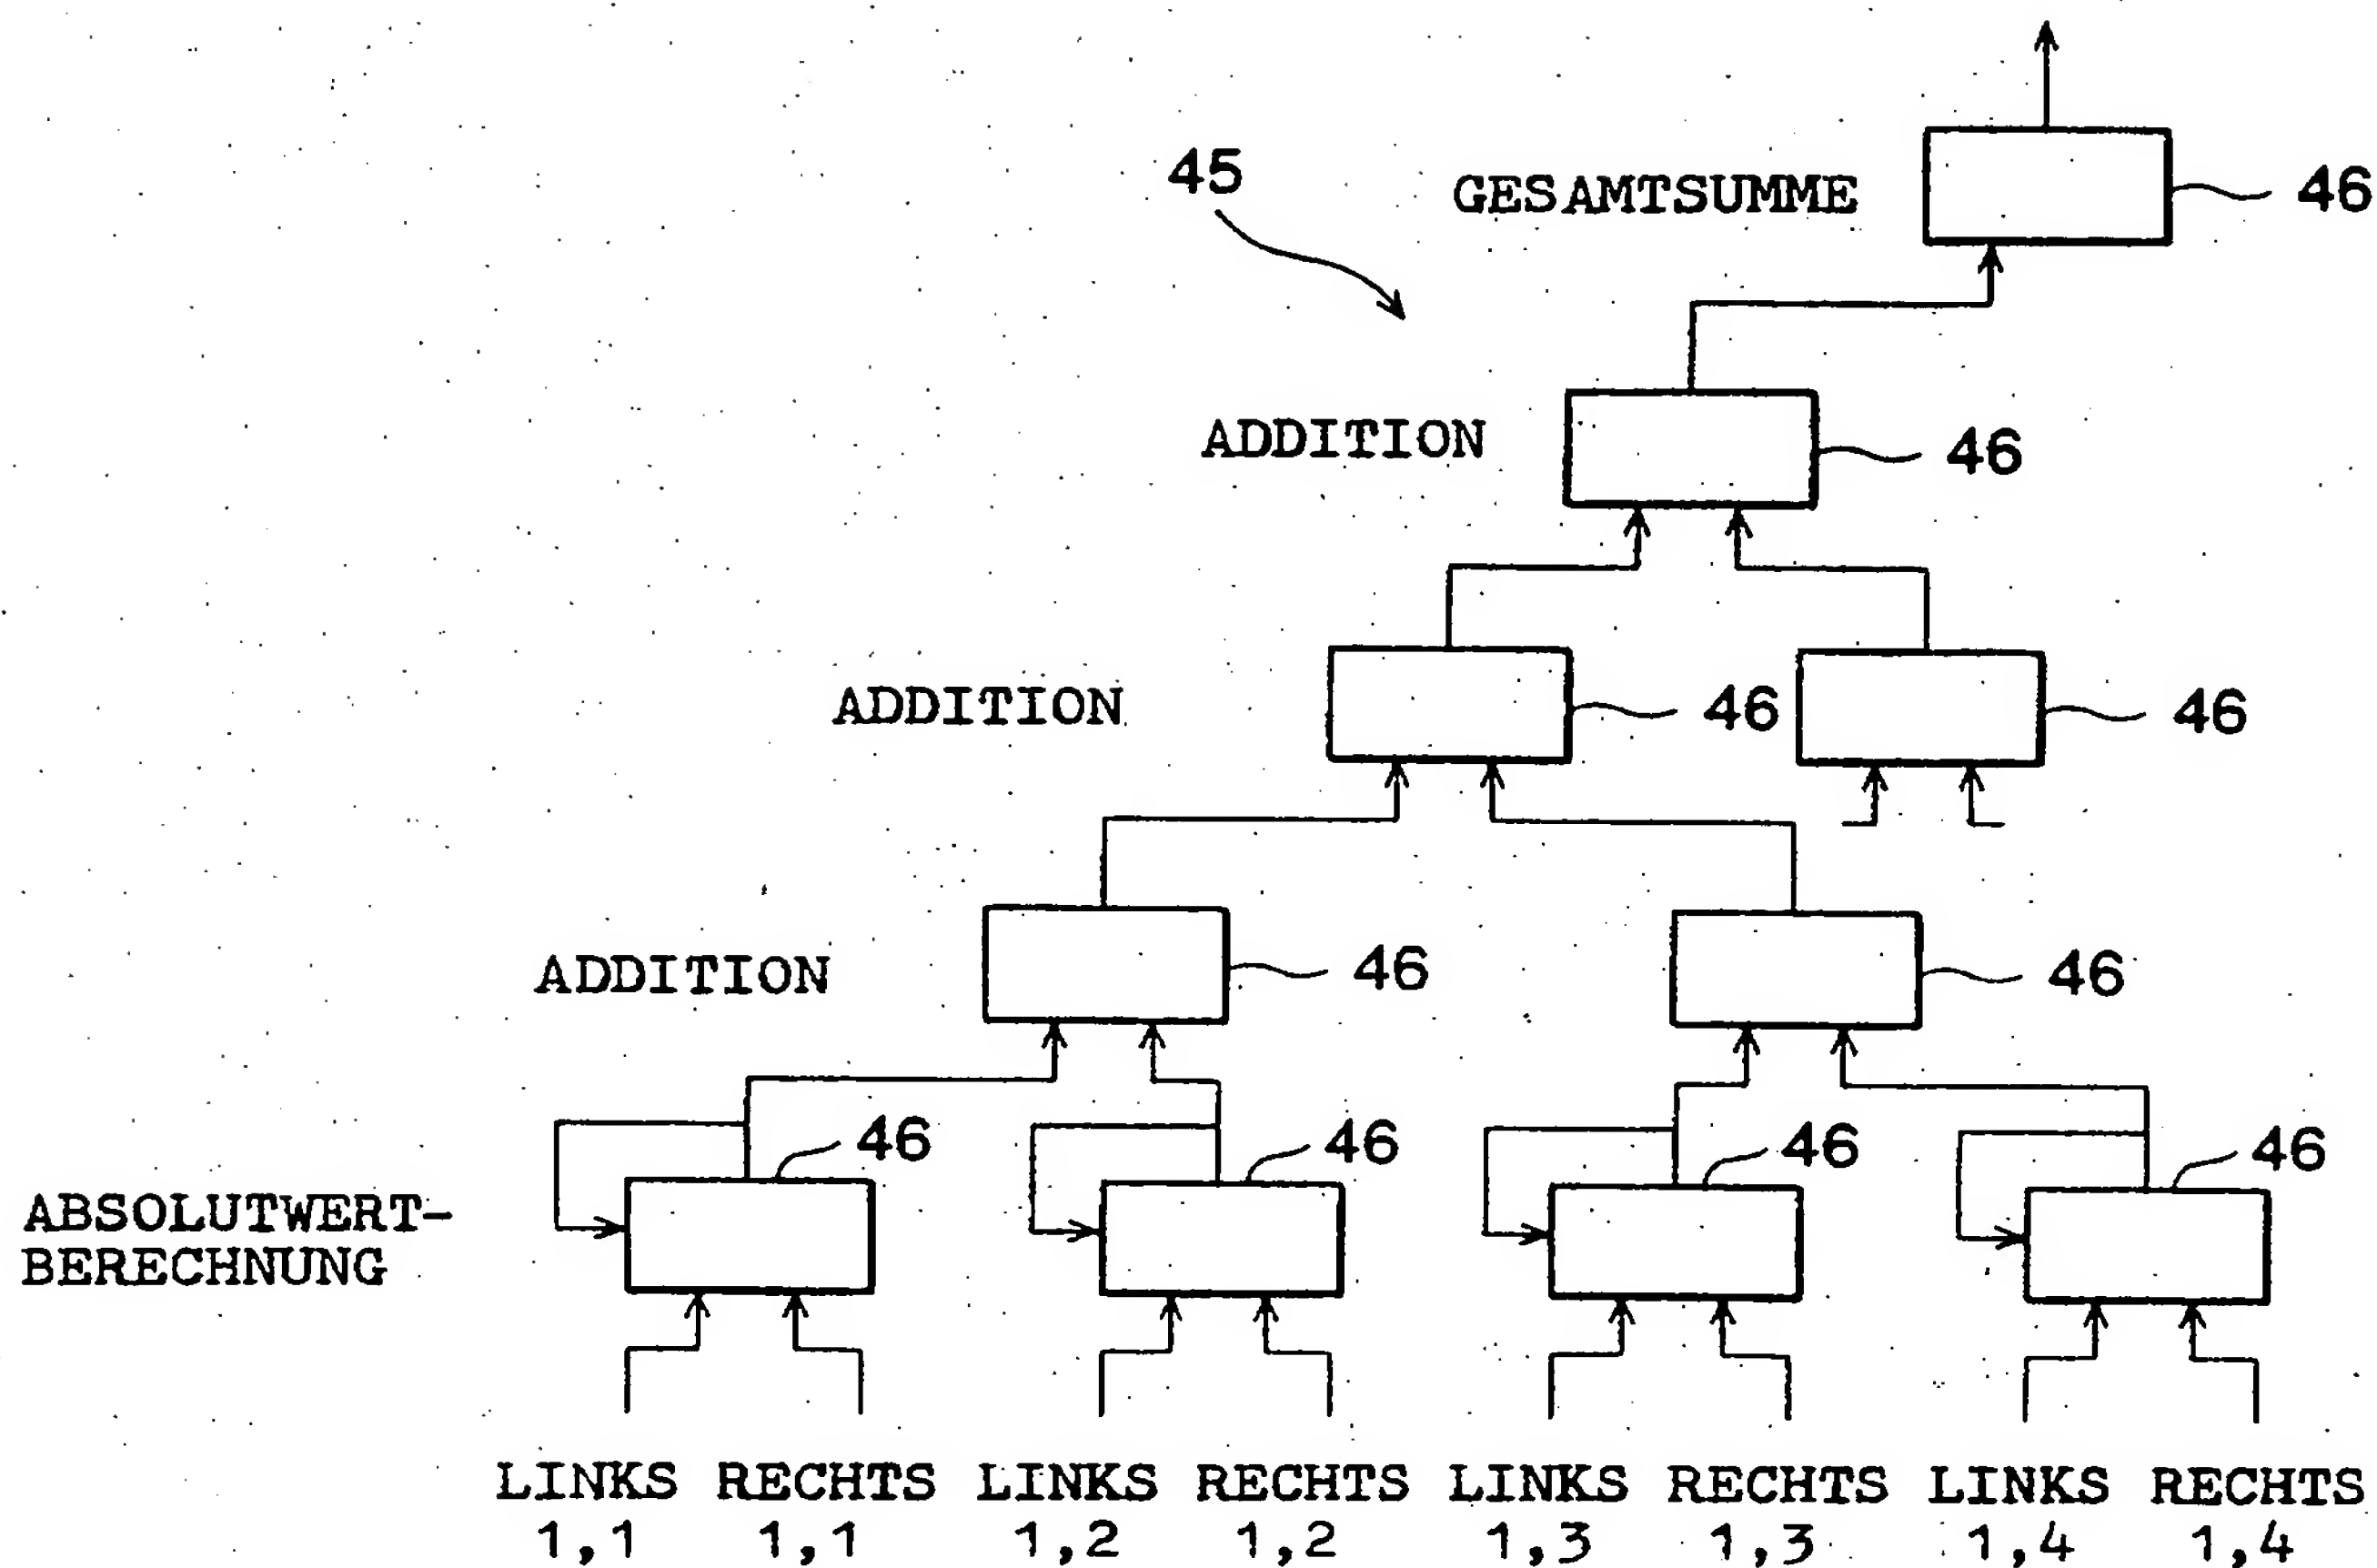 45
GESAMTSUMME 46
ADDITION 46
ADDITION 46 46
ADDITION 46 46
46 46 46 46
ABSOLUTWERT-
BERECHNUNG
LINKS RECHTS LINKS RECHTS LINKS RECHTS LINKS RECHTS
1,1 1,1 1,2 1,2 1,3 1,3 1,4 1,4